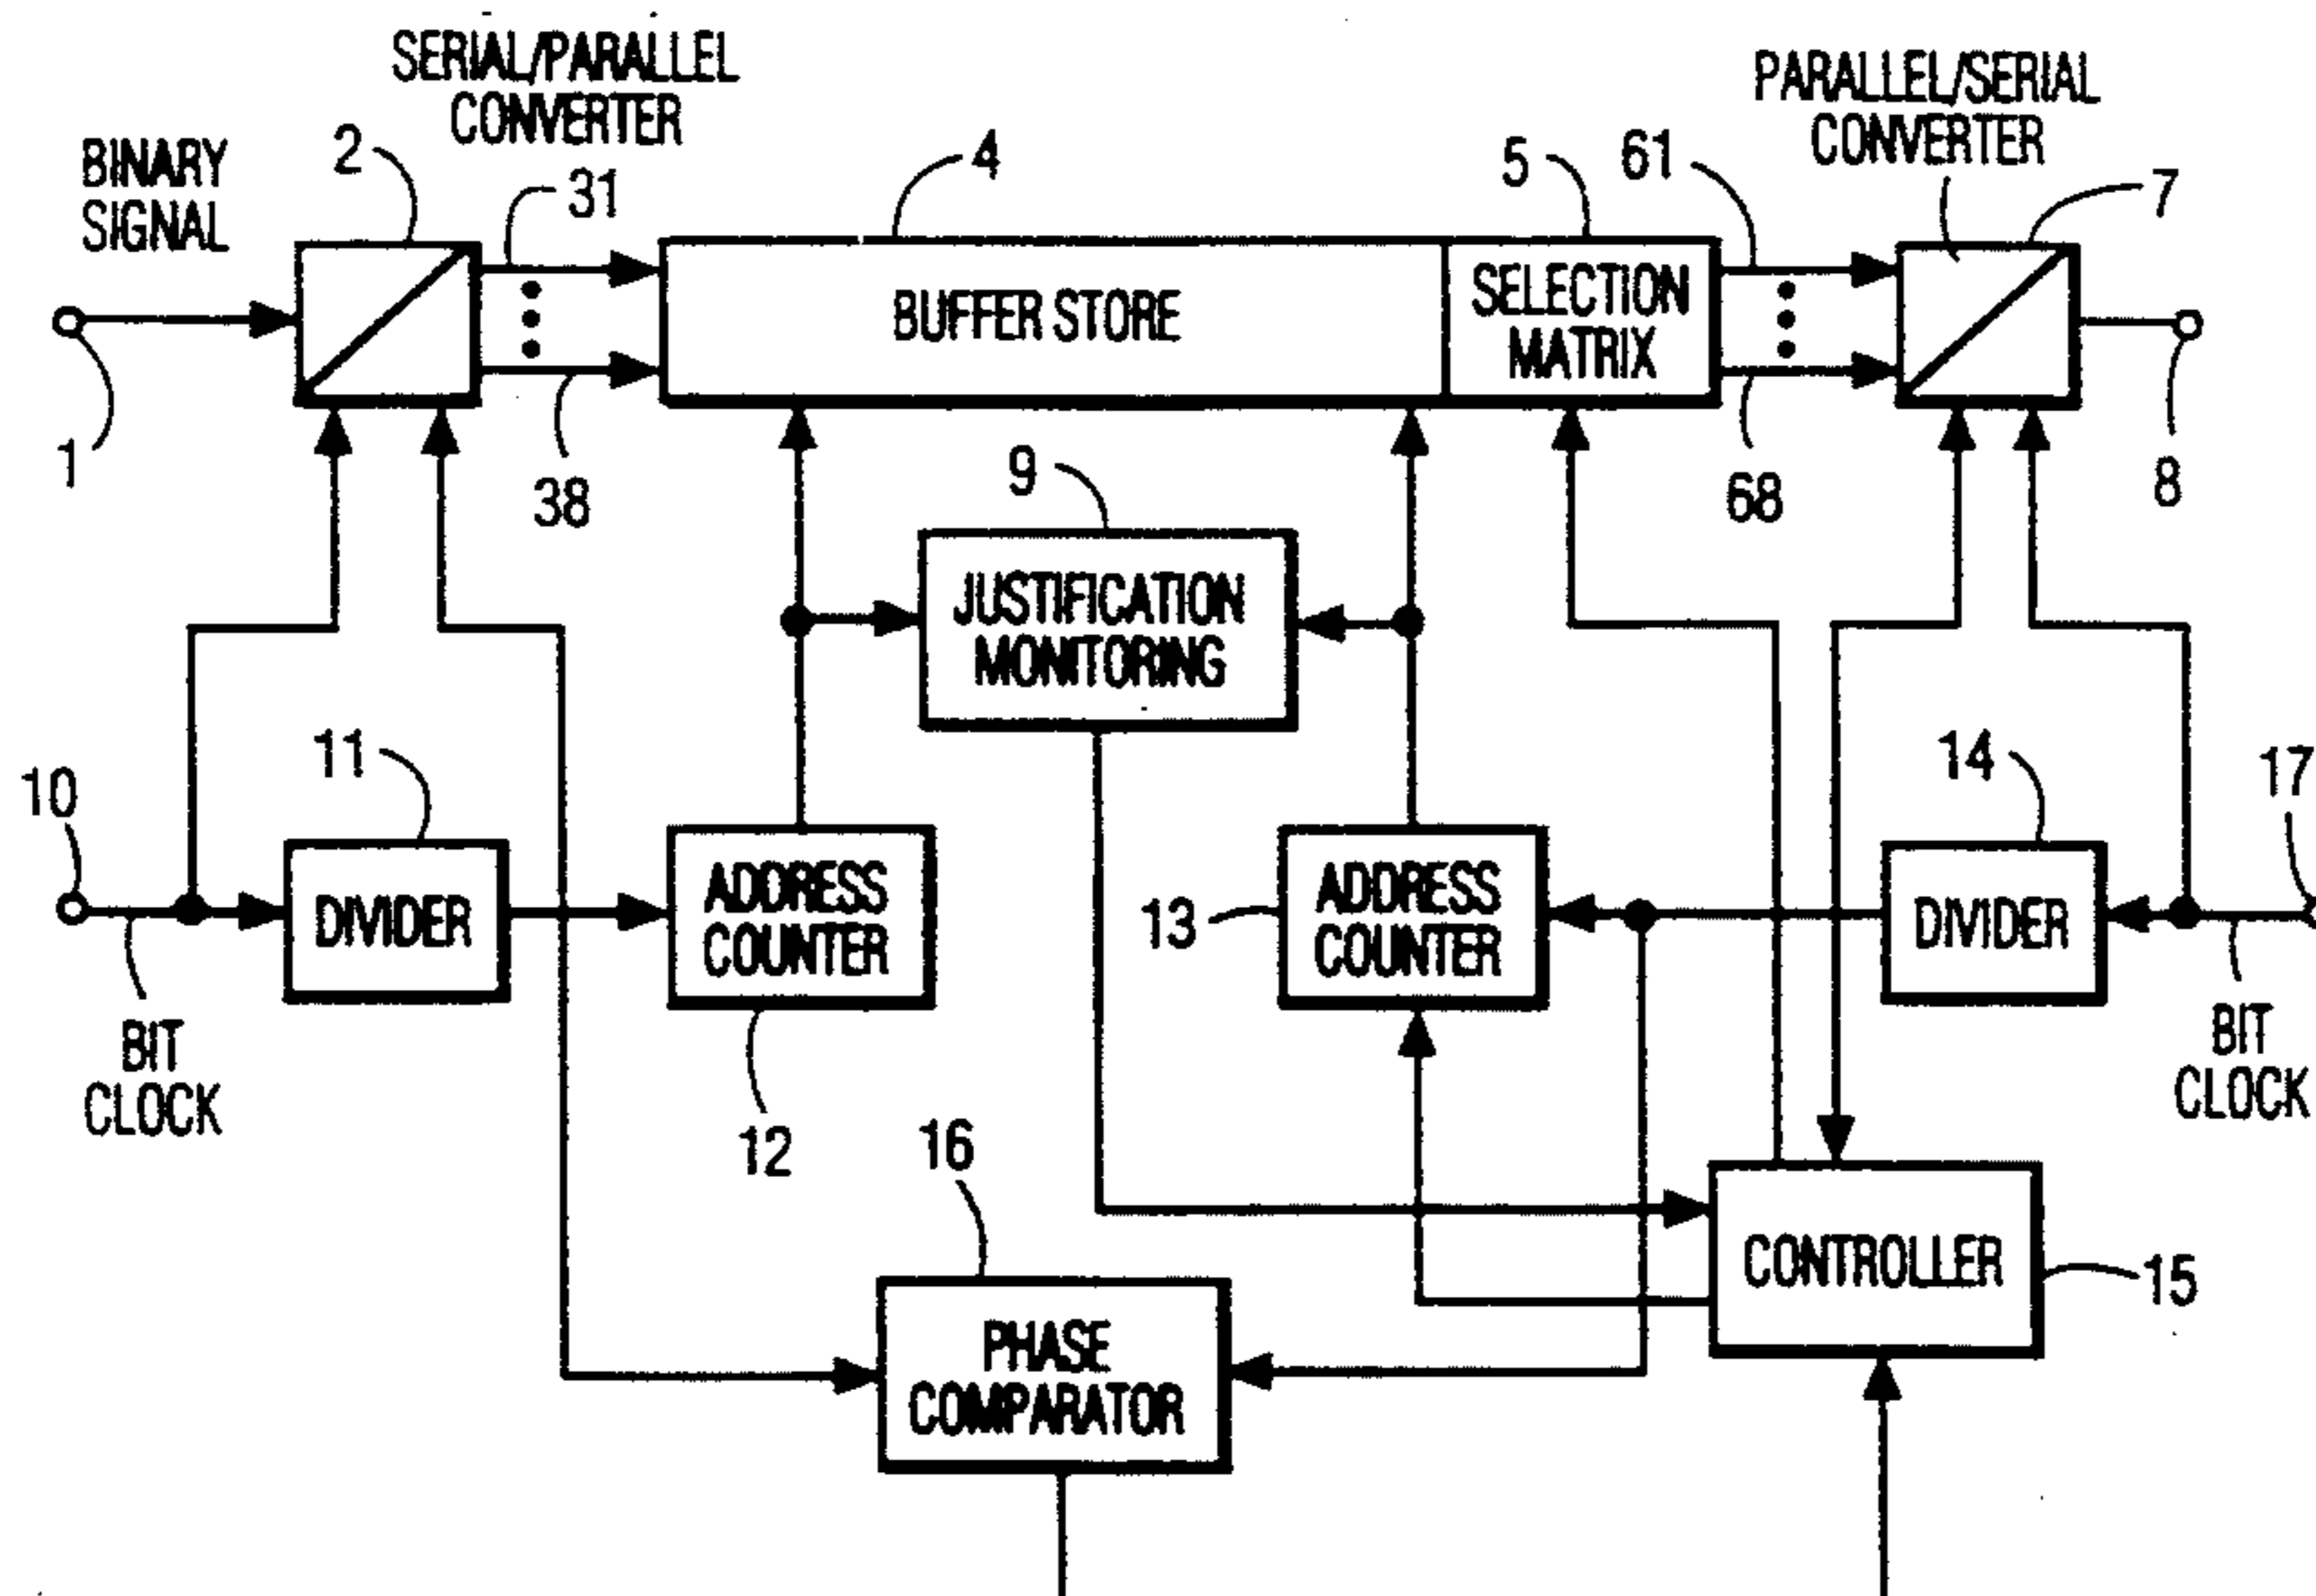 SERIAL/PARALLEL
CONVERTER
PARALLEL/SERIAL
CONVERTER
BINARY
SIGNAL
2
31
4
5
61
7
BUFFER STORE
SELECTION
MATRIX
1
38
9
68
8
JUSTIFICATION
MONITORING
10
11
14
17
DIVIDER
ADDRESS
COUNTER
13
ADDRESS
COUNTER
DIVIDER
BIT
CLOCK
BIT
CLOCK
12
16
CONTROLLER
15
PHASE
COMPARATOR